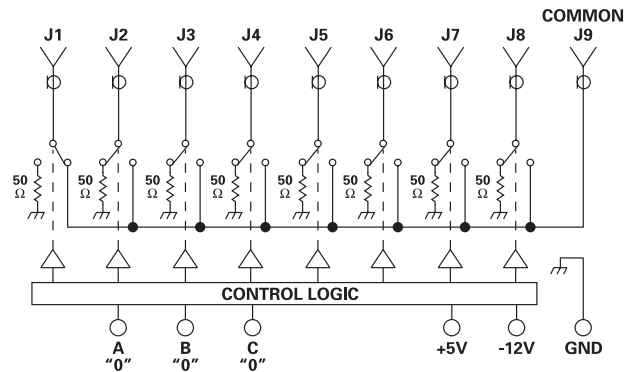 COMMON
J1 J2 J3 J4 J5 J6 J7 J8 J9
50 50 50 50 50 50 50 50
Ω Ω Ω Ω Ω Ω Ω Ω
CONTROL LOGIC
A B C +5V -12V GND
“0” “0” “0”